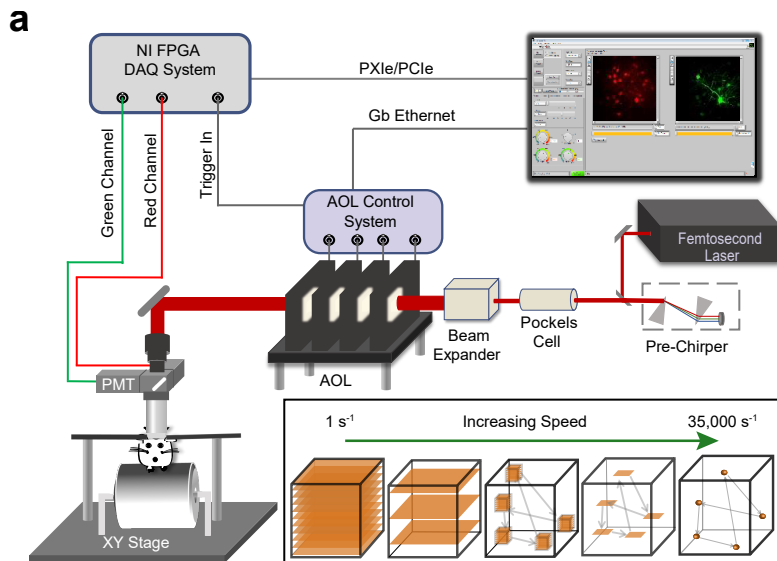 a
NI FPGA
DAQ System
PXIe/PCIe
Gb Ethernet
Green Channel
Red Channel
Trigger In
AOL Control
System
Femtosecond
Laser
Beam
Expander
Pockels
Cell
Pre-Chirper
AOL
PMT
XY Stage
1 s⁻¹
Increasing Speed
35,000 s⁻¹